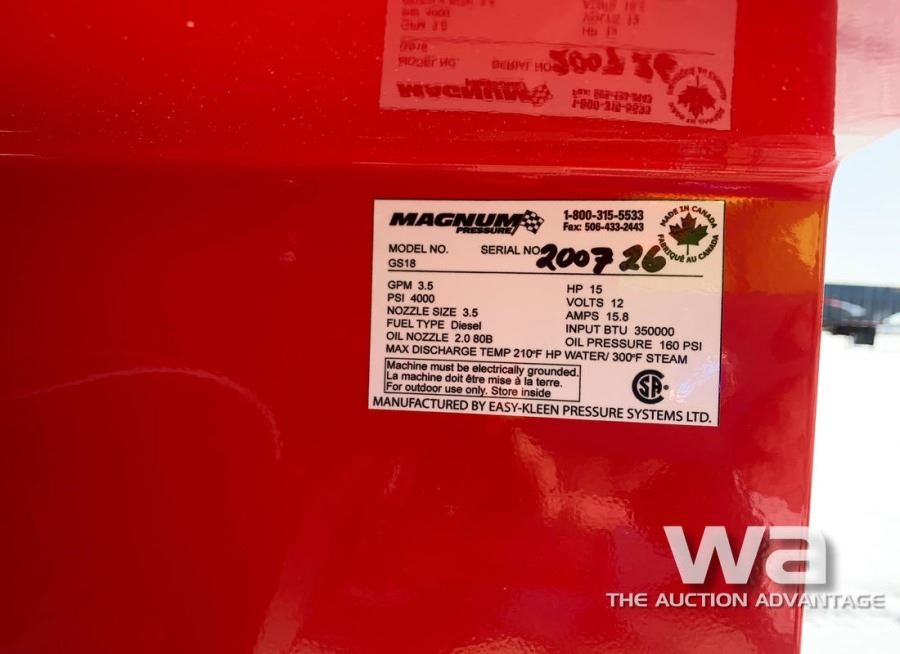 MAGNUM
PRESSURE
1-800-315-5533
Fax: 506-433-2443
MADE IN CANADA
FABRIQUÉ AU CANADA
MODEL NO. SERIAL NO. 200726
GS18
GPM 3.5 HP 15
PSI 4000 VOLTS 12
NOZZLE SIZE 3.5 AMPS 15.8
FUEL TYPE Diesel INPUT BTU 350000
OIL NOZZLE 2.0 80B OIL PRESSURE 160 PSI
MAX DISCHARGE TEMP 210°F HP WATER/ 300°F STEAM
Machine must be electrically grounded.
La machine doit être mise à la terre.
For outdoor use only. Store inside
MANUFACTURED BY EASY-KLEEN PRESSURE SYSTEMS LTD.
wa
THE AUCTION ADVANTAGE